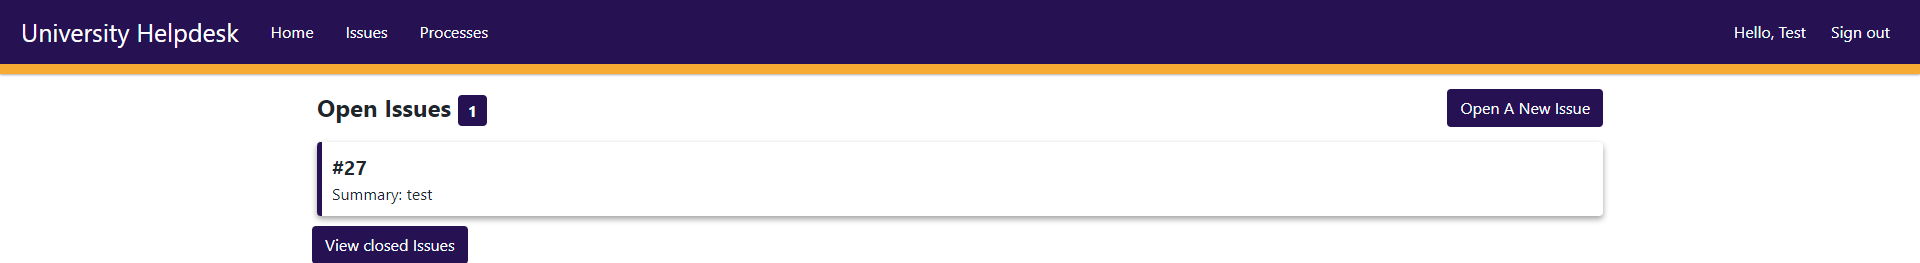 University Helpdesk Home Issues Processes Hello, Test Sign out
Open Issues 1 Open A New Issue
#27
Summary: test
View closed Issues